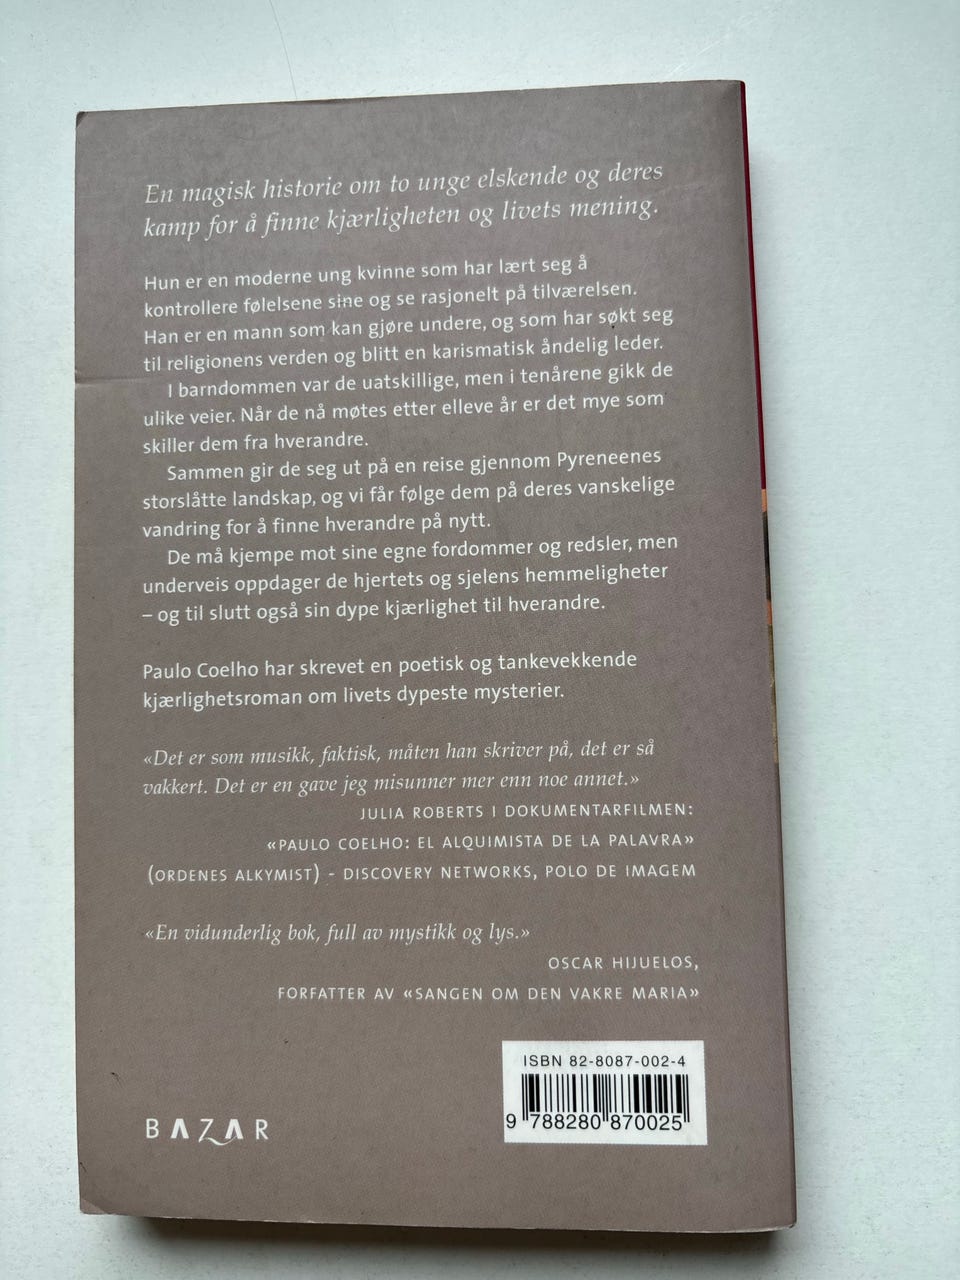 En magisk historie om to unge elskende og deres
kamp for å finne kjærligheten og livets mening.
Hun er en moderne ung kvinne som har lært seg å
kontrollere følelsene sine og se rasjonelt på tilværelsen.
Han er en mann som kan gjøre undere, og som har søkt seg
til religionens verden og blitt en karismatisk åndelig leder.
I barndommen var de uatskillige, men i tenårene gikk de
ulike veier. Når de nå møtes etter elleve år er det mye som
skiller dem fra hverandre.
Sammen gir de seg ut på en reise gjennom Pyreneenes
storslåtte landskap, og vi får følge dem på deres vanskelige
vandring for å finne hverandre på nytt.
De må kjempe mot sine egne fordommer og redsler, men
underveis oppdager de hjertets og sjelens hemmeligheter
– og til slutt også sin dype kjærlighet til hverandre.
Paulo Coelho har skrevet en poetisk og tankevekkende
kjærlighetsroman om livets dypeste mysterier.
«Det er som musikk, faktisk, måten han skriver på, det er så
vakkert. Det er en gave jeg misunner mer enn noe annet.»
JULIA ROBERTS I DOKUMENTARFILMEN:
«PAULO COELHO: EL ALQUIMISTA DE LA PALAVRA»
(ORDENES ALKYMIST) - DISCOVERY NETWORKS, POLO DE IMAGEM
«En vidunderlig bok, full av mystikk og lys.»
OSCAR HIJUELOS,
FORFATTER AV «SANGEN OM DEN VAKRE MARIA»
ISBN 82-8087-002-4
9 788280 870025
BAZAR